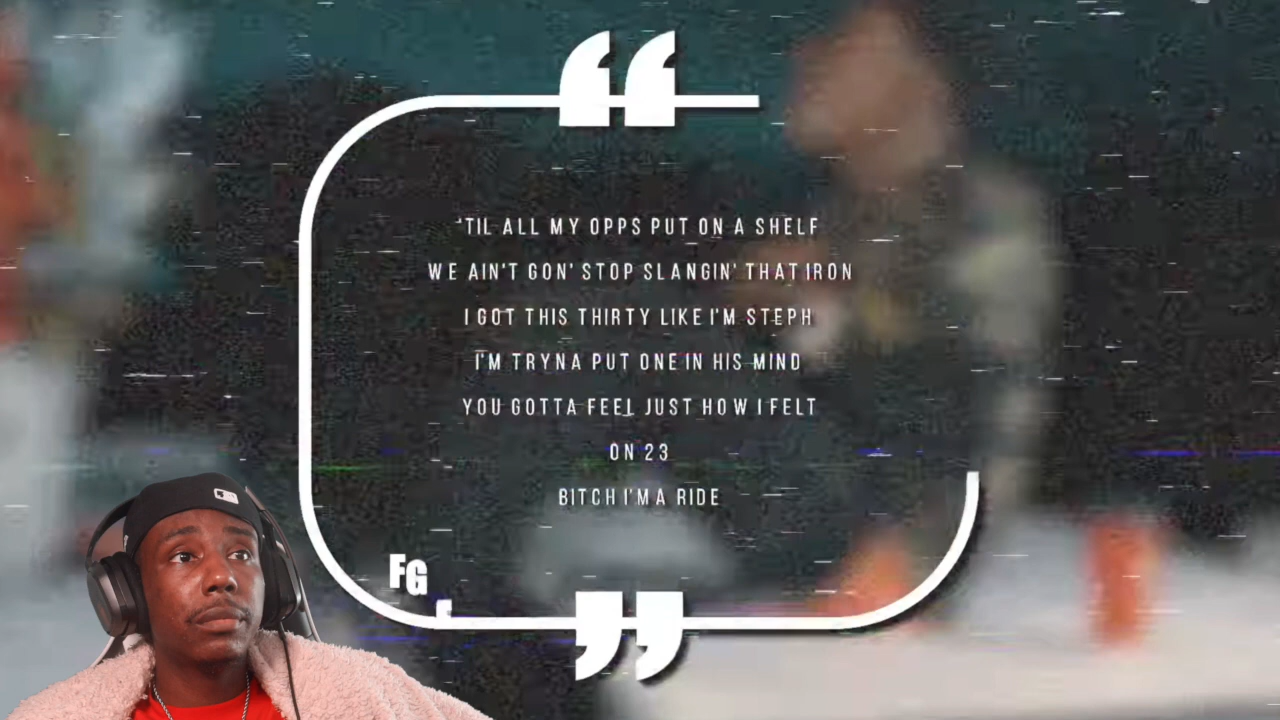 'TIL ALL MY OPPS PUT ON A SHELF
WE AIN'T GON' STOP SLANGIN' THAT IRON
I GOT THIS THIRTY LIKE I'M STEPH
I'M TRYNA PUT ONE IN HIS MIND
YOU GOTTA FEEL JUST HOW I FELT
ON 23
BITCH I'MA RIDE
FG